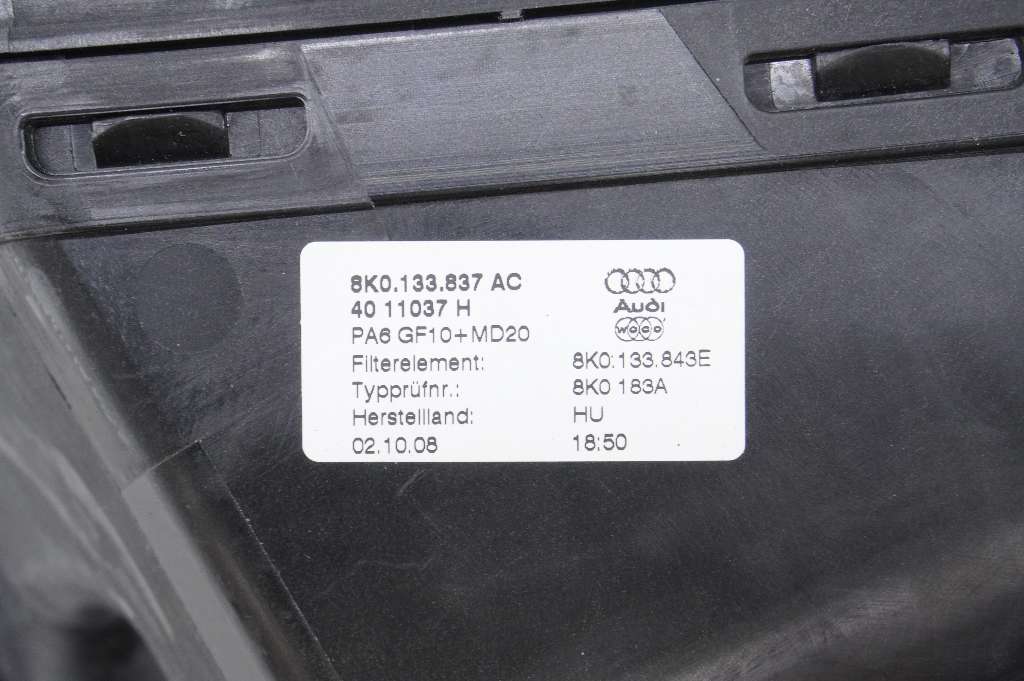 8K0.133.837 AC
40 11037 H
Audi
PA6 GF10+MD20
WOCO
Filterelement: 8K0.133.843E
Typprüfnr.: 8K0 183A
Herstellland: HU
02.10.08 18:50